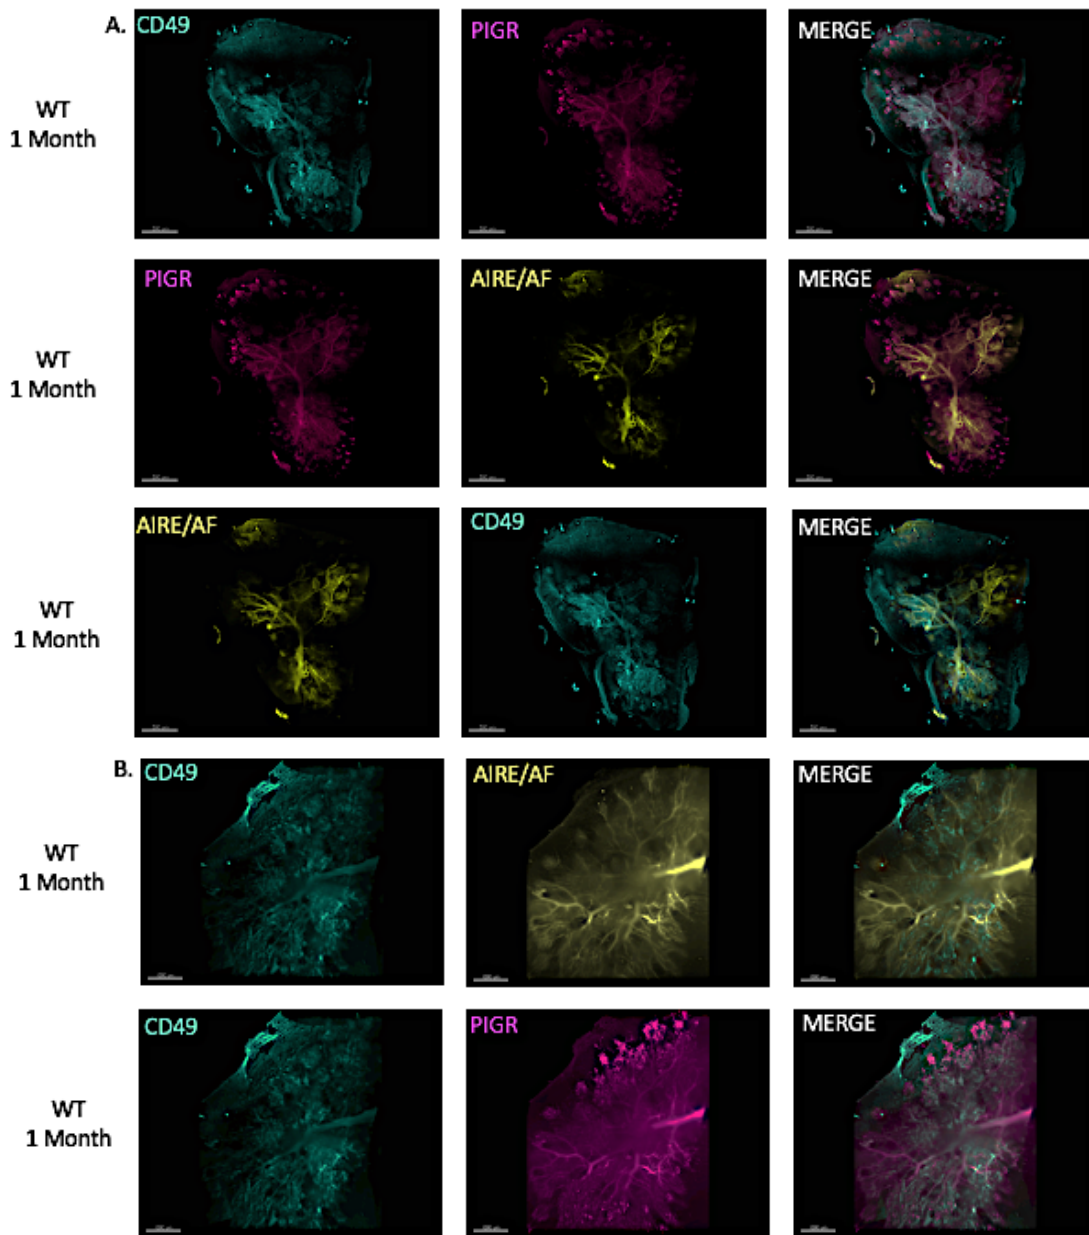 A.
CD49
PIGR
MERGE
WT
1 Month
PIGR
AIRE/AF
MERGE
WT
1 Month
AIRE/AF
CD49
MERGE
WT
1 Month
B.
CD49
AIRE/AF
MERGE
WT
1 Month
CD49
PIGR
MERGE
WT
1 Month